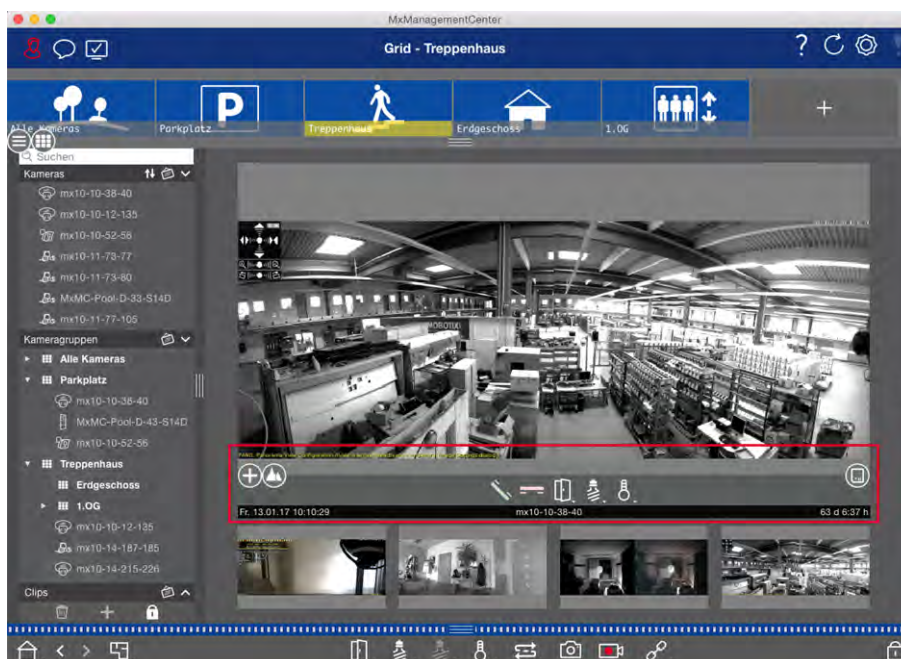 MxManagementCenter
Grid - Treppenhaus
?
P
Alle Kameras
Parkplatz
Treppenhaus
Erdgeschoss
1.OG
+
Suchen
Kameras
mx10-10-38-40
mx10-10-12-135
mx10-10-52-56
mx10-11-73-77
mx10-11-73-80
MxMC-Pool-D-33-S14D
mx10-11-77-105
Kameragruppen
Alle Kameras
Parkplatz
mx10-10-38-40
MxMC-Pool-D-43-S14D
mx10-10-52-56
Treppenhaus
Erdgeschoss
1.OG
mx10-10-12-135
mx10-14-187-185
mx10-14-215-226
Clips
Fr. 13.01.17 10:10:29
mx10-10-38-40
63 d 6:37 h